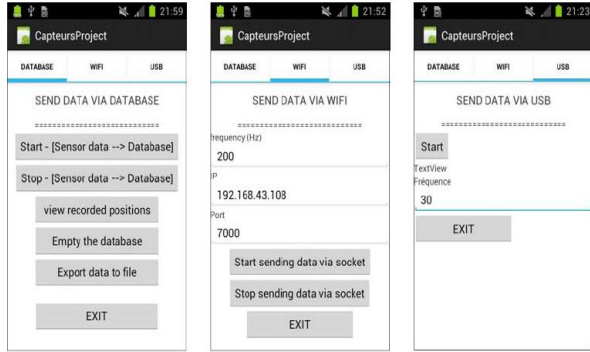 21:59
CapteursProject
DATABASE WIFI USB
SEND DATA VIA DATABASE
===========================
Start - [Sensor data --> Database]
Stop - [Sensor data --> Database]
view recorded positions
Empty the database
Export data to file
EXIT
21:52
CapteursProject
DATABASE WIFI USB
SEND DATA VIA WIFI
===========================
frequency (Hz)
200
IP
192.168.43.108
Port
7000
Start sending data via socket
Stop sending data via socket
EXIT
21:23
CapteursProject
DATABASE WIFI USB
SEND DATA VIA USB
===========================
Start
TextView
Fréquence
30
EXIT